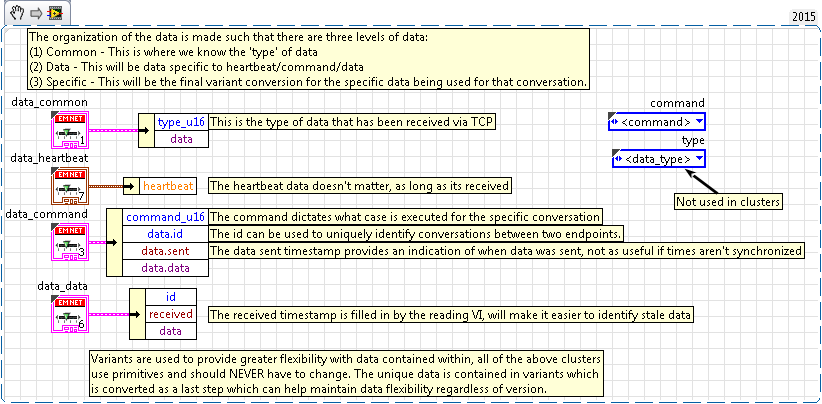 2015
The organization of the data is made such that there are three levels of data:
(1) Common - This is where we know the 'type' of data
(2) Data - This will be data specific to heartbeat/command/data
(3) Specific - This will be the final variant conversion for the specific data being used for that conversation.
data_common
EMNET
1
type_u16
data
This is the type of data that has been received via TCP
command
<command>
type
<data_type>
Not used in clusters
data_heartbeat
EMNET
7
heartbeat
The heartbeat data doesn't matter, as long as its received
data_command
EMNET
3
command_u16
The command dictates what case is executed for the specific conversation
data.id
The id can be used to uniquely identify conversations between two endpoints.
data.sent
The data sent timestamp provides an indication of when data was sent, not as useful if times aren't synchronized
data.data
data_data
EMNET
6
id
received
The received timestamp is filled in by the reading VI, will make it easier to identify stale data
data
Variants are used to provide greater flexibility with data contained within, all of the above clusters
use primitives and should NEVER have to change. The unique data is contained in variants which
is converted as a last step which can help maintain data flexibility regardless of version.